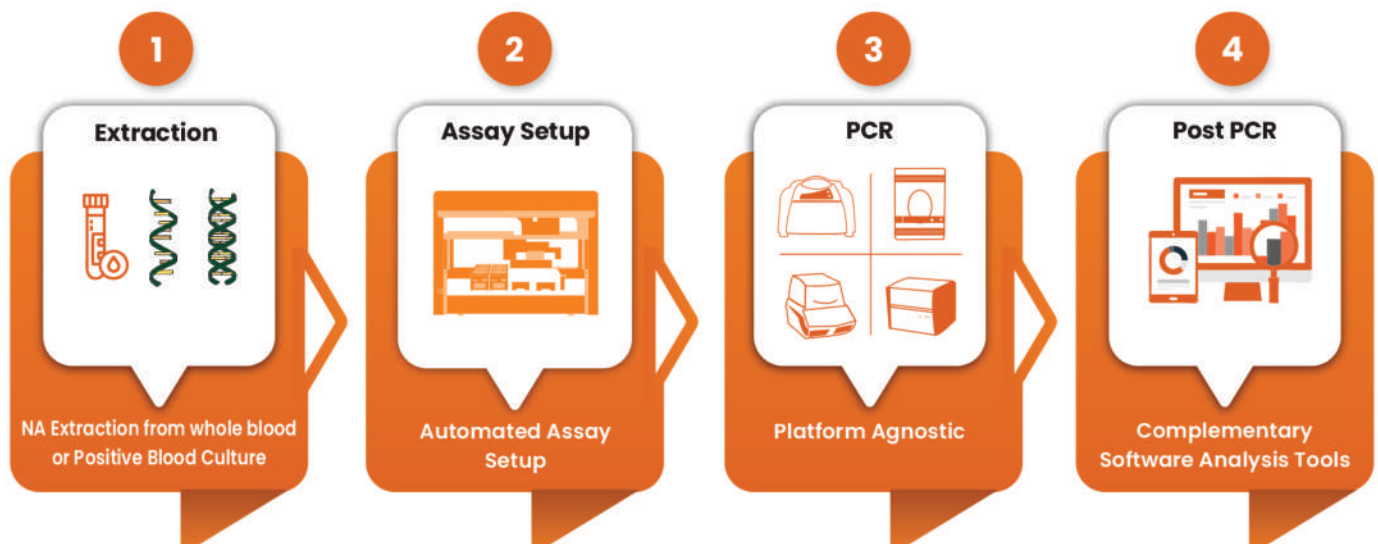 1
Extraction
NA Extraction from whole blood
or Positive Blood Culture
2
Assay Setup
Automated Assay
Setup
3
PCR
Platform Agnostic
4
Post PCR
Complementary
Software Analysis Tools